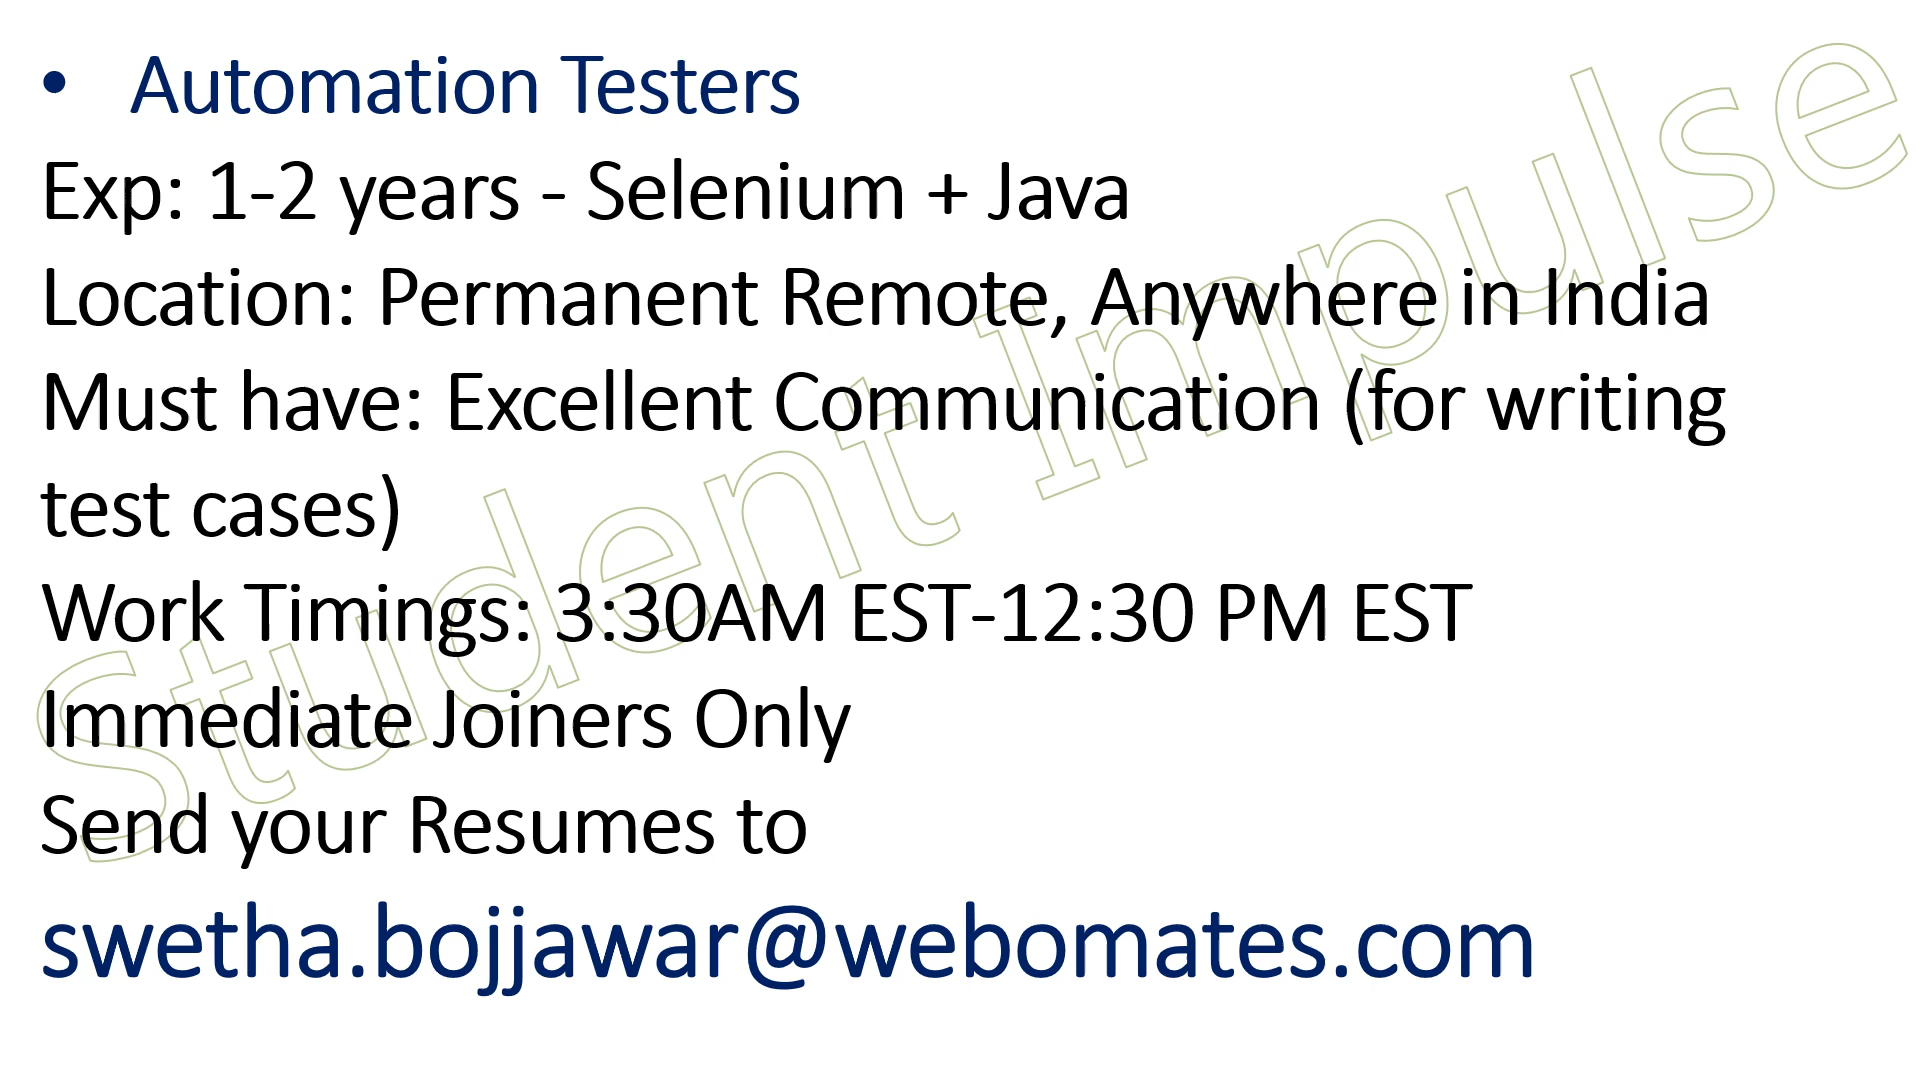 • Automation Testers
Exp: 1-2 years - Selenium + Java
Location: Permanent Remote, Anywhere in India
Must have: Excellent Communication (for writing
test cases)
Work Timings: 3:30AM EST-12:30 PM EST
Immediate Joiners Only
Send your Resumes to
swetha.bojjawar@webomates.com
Student Impulse